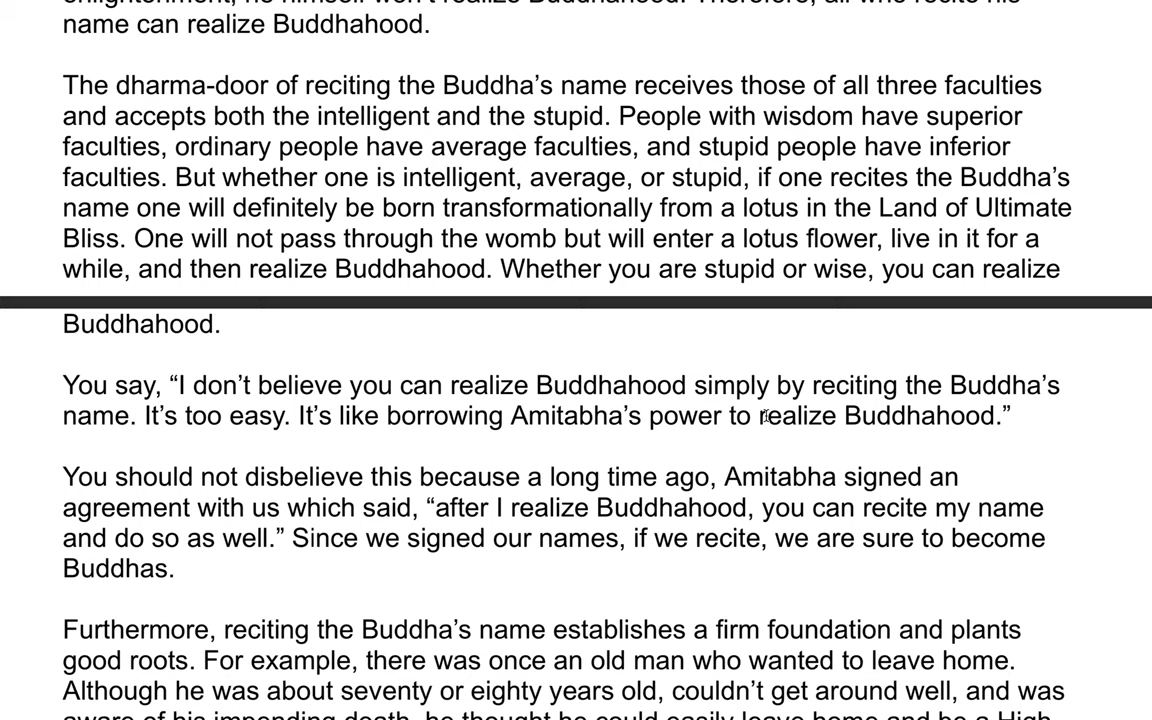 name can realize Buddhahood.
The dharma-door of reciting the Buddha’s name receives those of all three faculties
and accepts both the intelligent and the stupid. People with wisdom have superior
faculties, ordinary people have average faculties, and stupid people have inferior
faculties. But whether one is intelligent, average, or stupid, if one recites the Buddha’s
name one will definitely be born transformationally from a lotus in the Land of Ultimate
Bliss. One will not pass through the womb but will enter a lotus flower, live in it for a
while, and then realize Buddhahood. Whether you are stupid or wise, you can realize
Buddhahood.
You say, “I don’t believe you can realize Buddhahood simply by reciting the Buddha’s
name. It’s too easy. It’s like borrowing Amitabha’s power to realize Buddhahood.”
You should not disbelieve this because a long time ago, Amitabha signed an
agreement with us which said, “after I realize Buddhahood, you can recite my name
and do so as well.” Since we signed our names, if we recite, we are sure to become
Buddhas.
Furthermore, reciting the Buddha’s name establishes a firm foundation and plants
good roots. For example, there was once an old man who wanted to leave home.
Although he was about seventy or eighty years old, couldn’t get around well, and was